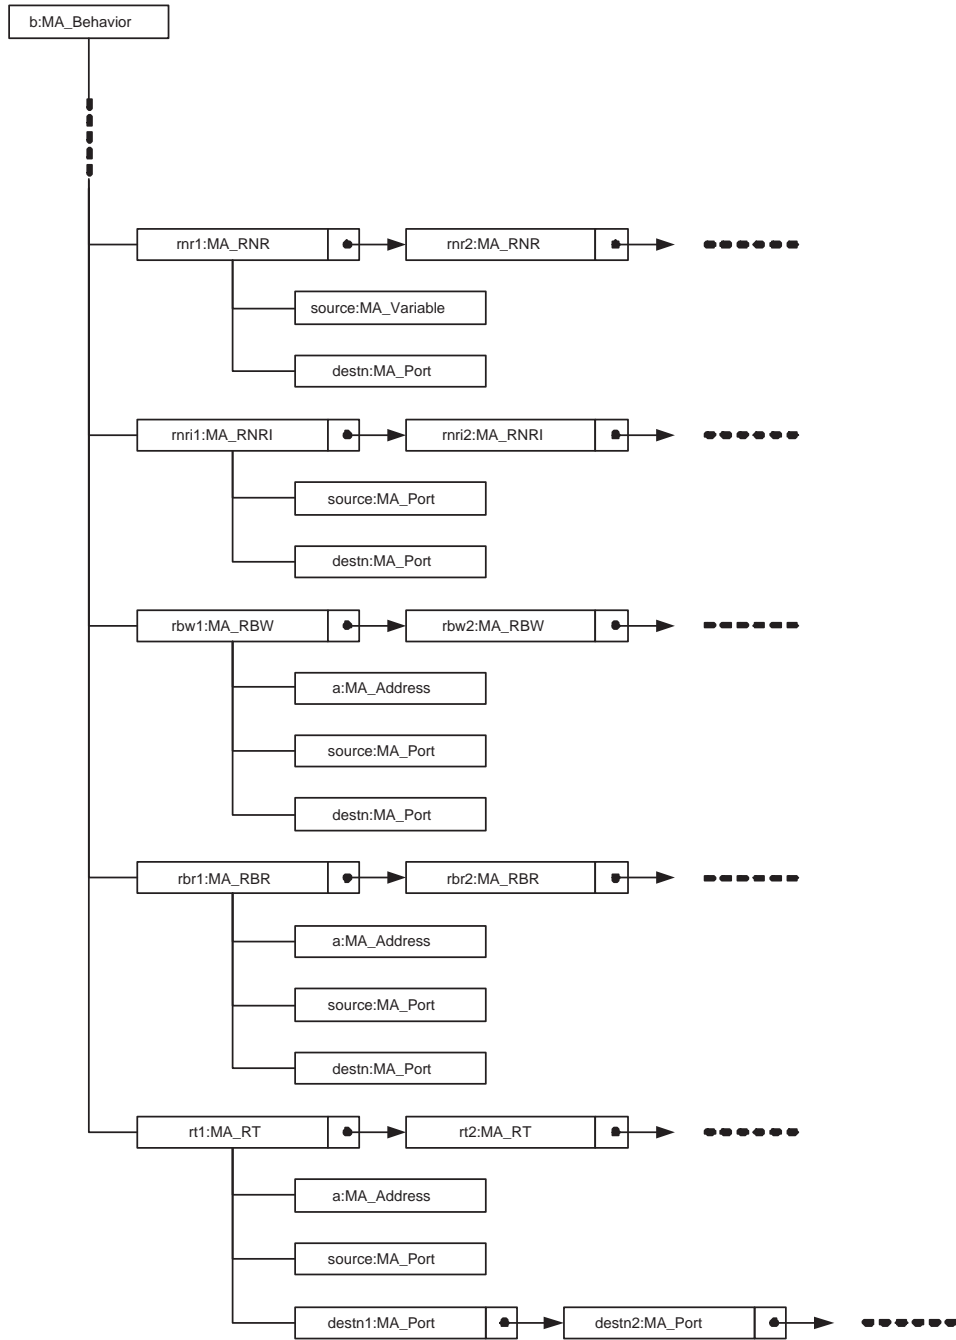 b:MA_Behavior
rnr1:MA_RNR
rnr2:MA_RNR
source:MA_Variable
destn:MA_Port
rnri1:MA_RNRI
rnri2:MA_RNRI
source:MA_Port
destn:MA_Port
rbw1:MA_RBW
rbw2:MA_RBW
a:MA_Address
source:MA_Port
destn:MA_Port
rbr1:MA_RBR
rbr2:MA_RBR
a:MA_Address
source:MA_Port
destn:MA_Port
rt1:MA_RT
rt2:MA_RT
a:MA_Address
source:MA_Port
destn1:MA_Port
destn2:MA_Port